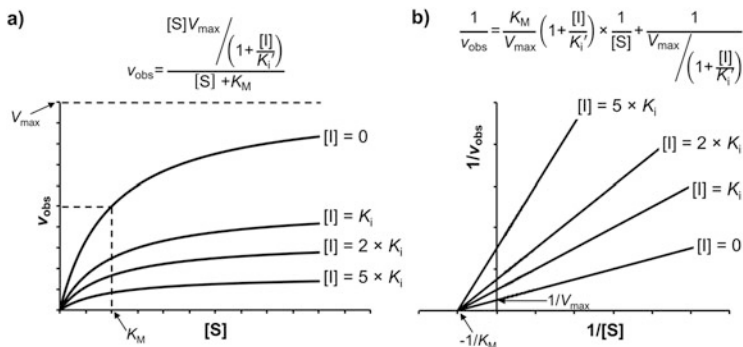 a)
v_obs = [S]V_max / (1 + [I]/K_i′) / [S] + K_M
V_max
[I] = 0
[I] = K_i
[I] = 2 × K_i
[I] = 5 × K_i
v_obs
K_M
[S]
b)
1/v_obs = K_M/V_max (1 + [I]/K_i′) × 1/[S] + 1 / V_max / (1 + [I]/K_i′)
[I] = 5 × K_i
[I] = 2 × K_i
[I] = K_i
[I] = 0
1/v_obs
1/V_max
-1/K_M
1/[S]